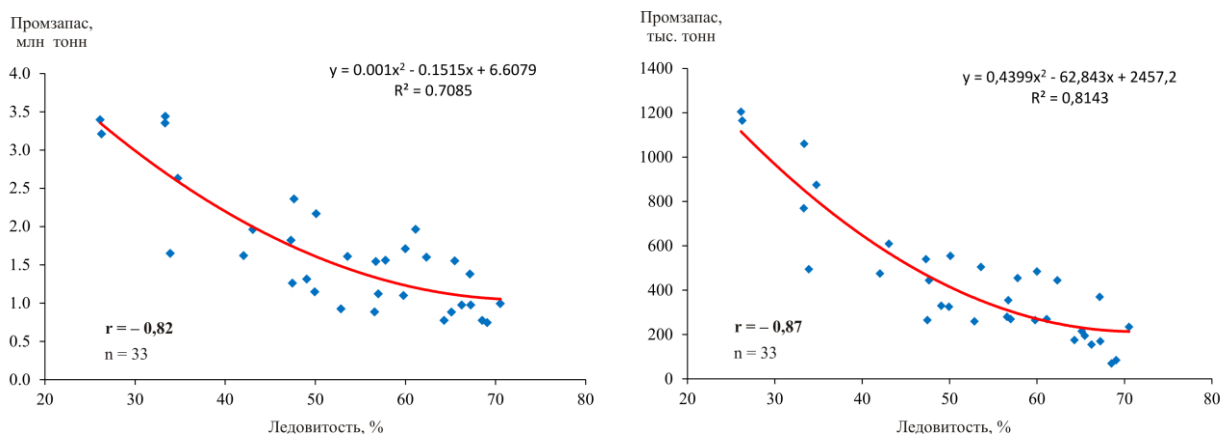 Промзапас,
млн тонн
4.0
3.5
3.0
2.5
2.0
1.5
1.0
0.5
0.0
y = 0.001x² - 0.1515x + 6.6079
R² = 0.7085
r = – 0,82
n = 33
20 30 40 50 60 70 80
Ледовитость, %
Промзапас,
тыс. тонн
1400
1200
1000
800
600
400
200
0
y = 0,4399x² - 62,843x + 2457,2
R² = 0,8143
r = – 0,87
n = 33
20 30 40 50 60 70 80
Ледовитость, %